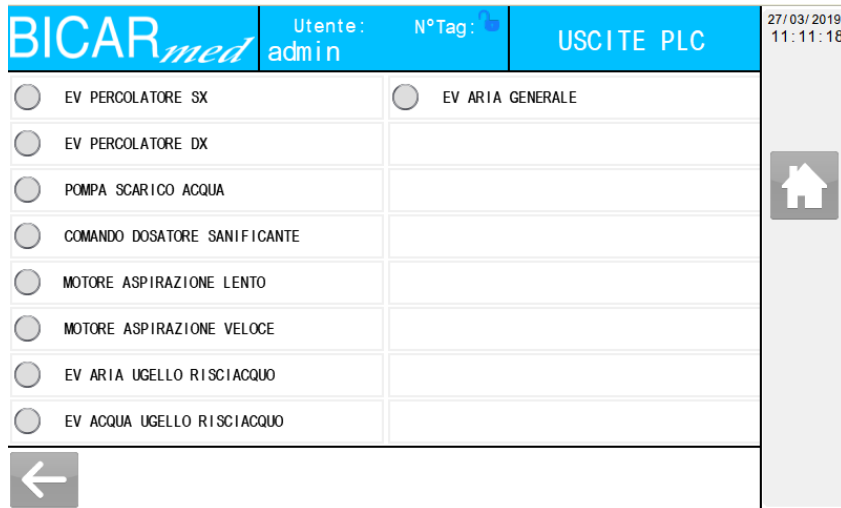 BICARmed
Utente:
admin
N°Tag:
USCITE PLC
27/03/2019
11:11:18
EV PERCOLATORE SX
EV ARIA GENERALE
EV PERCOLATORE DX
POMPA SCARICO ACQUA
COMANDO DOSATORE SANIFICANTE
MOTORE ASPIRAZIONE LENTO
MOTORE ASPIRAZIONE VELOCE
EV ARIA UGELLO RISCIACQUO
EV ACQUA UGELLO RISCIACQUO